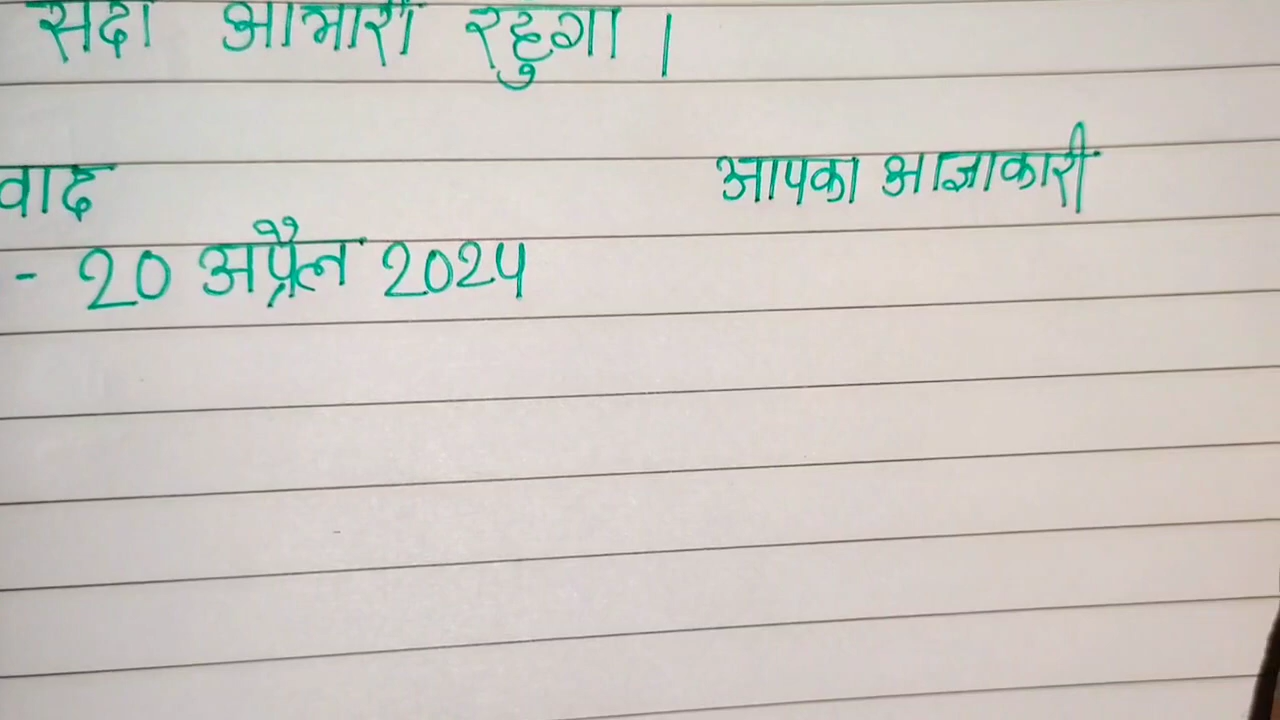 सदा आभारी रहुगा ।
वाद आपका आज्ञाकारी
- 20 अप्रैल 2024